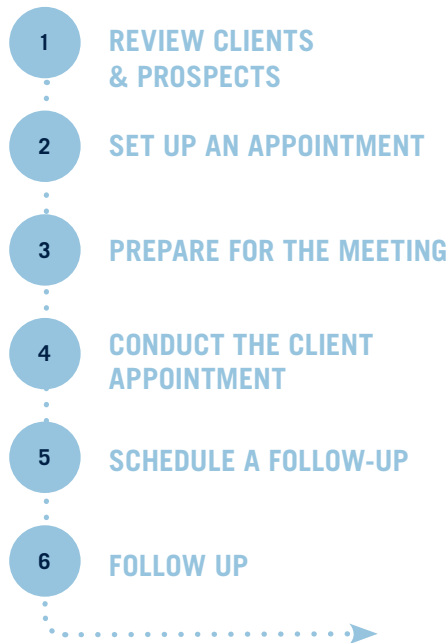 1
REVIEW CLIENTS
& PROSPECTS
2
SET UP AN APPOINTMENT
3
PREPARE FOR THE MEETING
4
CONDUCT THE CLIENT
APPOINTMENT
5
SCHEDULE A FOLLOW-UP
6
FOLLOW UP